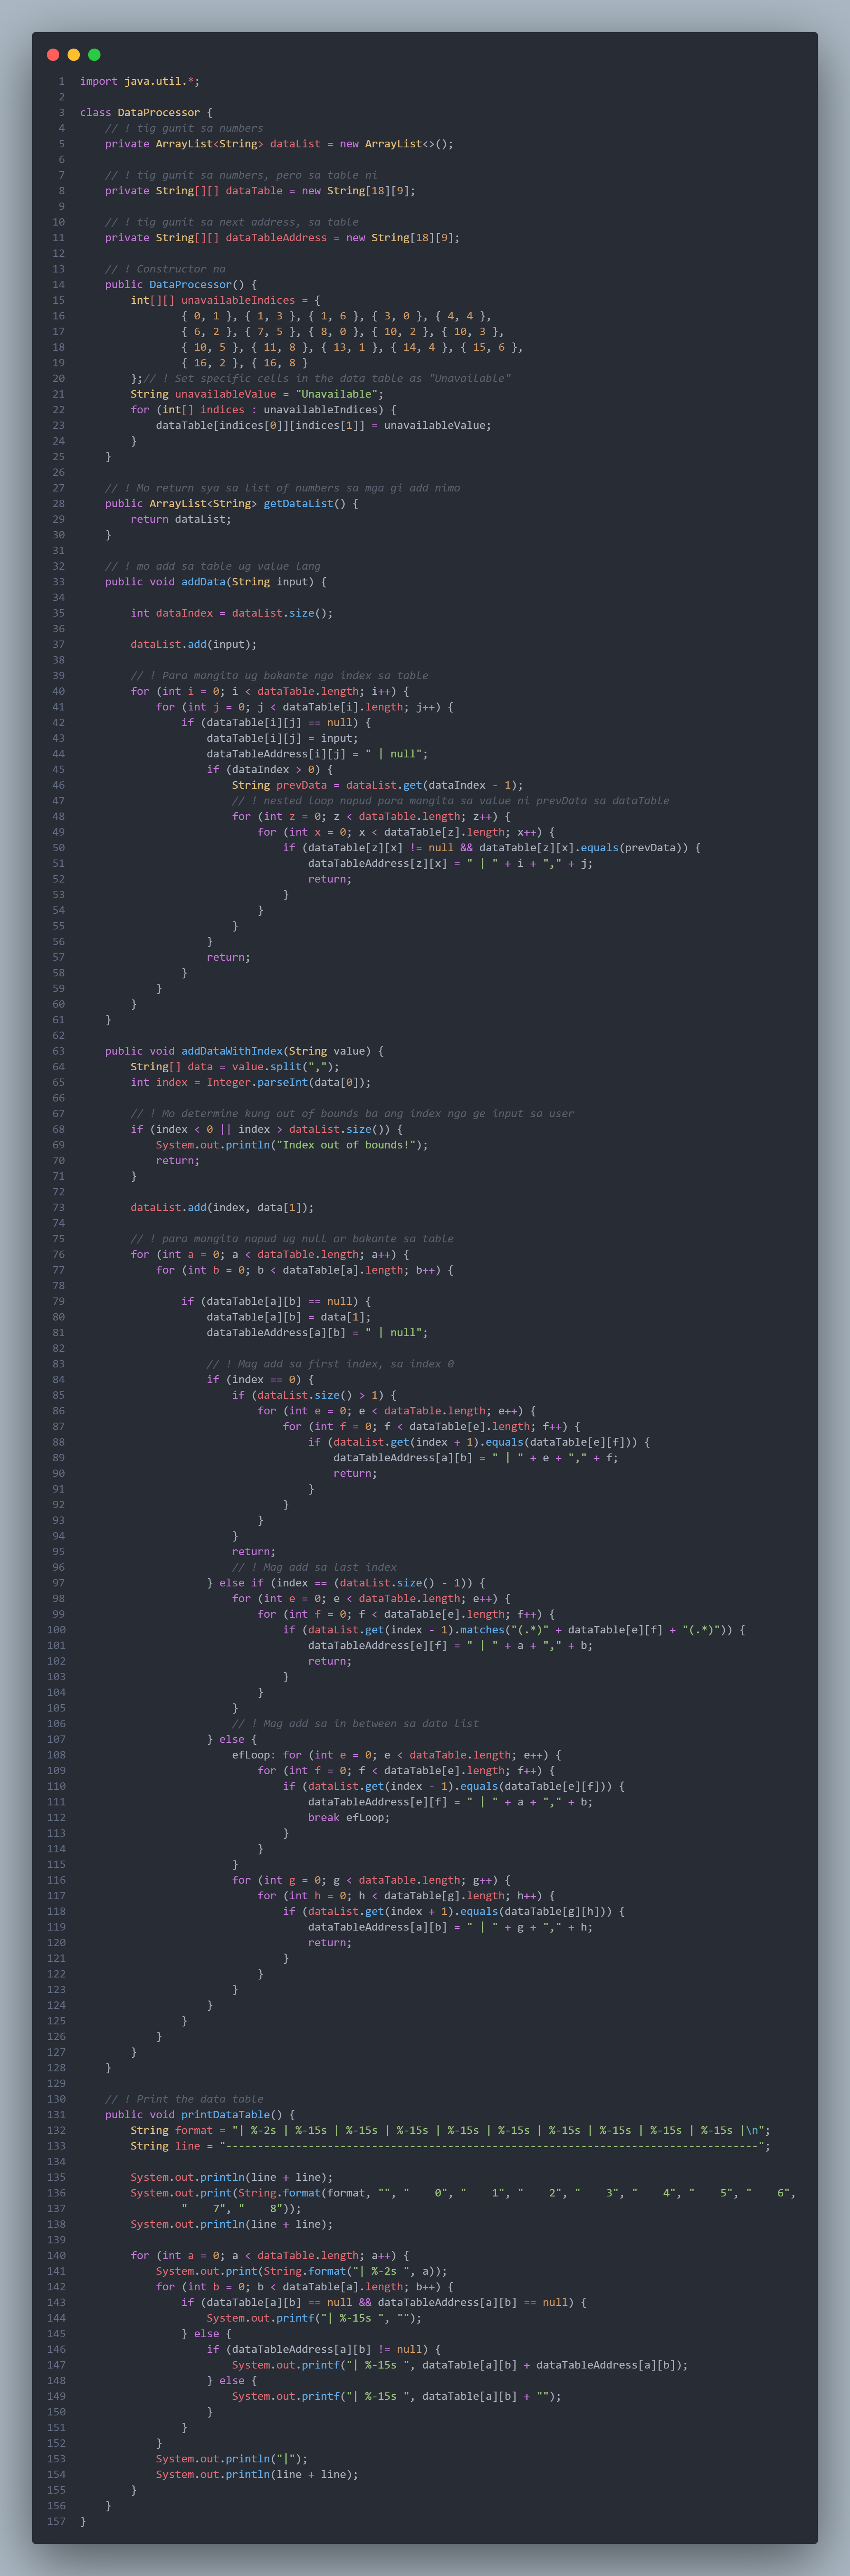 1 import java.util.*;
2
3 class DataProcessor {
4     // ! tig gunit sa numbers
5     private ArrayList<String> dataList = new ArrayList<>();
6
7     // ! tig gunit sa numbers, pero sa table ni
8     private String[][] dataTable = new String[18][9];
9
10     // ! tig gunit sa next address, sa table
11     private String[][] dataTableAddress = new String[18][9];
12
13     // ! Constructor na
14     public DataProcessor() {
15         int[][] unavailableIndices = {
16                 { 0, 1 }, { 1, 3 }, { 1, 6 }, { 3, 0 }, { 4, 4 },
17                 { 6, 2 }, { 7, 5 }, { 8, 0 }, { 10, 2 }, { 10, 3 },
18                 { 10, 5 }, { 11, 8 }, { 13, 1 }, { 14, 4 }, { 15, 6 },
19                 { 16, 2 }, { 16, 8 }
20         };// ! Set specific cells in the data table as "Unavailable"
21         String unavailableValue = "Unavailable";
22         for (int[] indices : unavailableIndices) {
23             dataTable[indices[0]][indices[1]] = unavailableValue;
24         }
25     }
26
27     // ! Mo return sya sa list of numbers sa mga gi add nimo
28     public ArrayList<String> getDataList() {
29         return dataList;
30     }
31
32     // ! mo add sa table ug value lang
33     public void addData(String input) {
34
35         int dataIndex = dataList.size();
36
37         dataList.add(input);
38
39         // ! Para mangita ug bakante nga index sa table
40         for (int i = 0; i < dataTable.length; i++) {
41             for (int j = 0; j < dataTable[i].length; j++) {
42                 if (dataTable[i][j] == null) {
43                     dataTable[i][j] = input;
44                     dataTableAddress[i][j] = " | null";
45                     if (dataIndex > 0) {
46                         String prevData = dataList.get(dataIndex - 1);
47                         // ! nested loop napud para mangita sa value ni prevData sa dataTable
48                         for (int z = 0; z < dataTable.length; z++) {
49                             for (int x = 0; x < dataTable[z].length; x++) {
50                                 if (dataTable[z][x] != null && dataTable[z][x].equals(prevData)) {
51                                     dataTableAddress[z][x] = " | " + i + "," + j;
52                                     return;
53                                 }
54                             }
55                         }
56                     }
57                     return;
58                 }
59             }
60         }
61     }
62
63     public void addDataWithIndex(String value) {
64         String[] data = value.split(",");
65         int index = Integer.parseInt(data[0]);
66
67         // ! Mo determine kung out of bounds ba ang index nga ge input sa user
68         if (index < 0 || index > dataList.size()) {
69             System.out.println("Index out of bounds!");
70             return;
71         }
72
73         dataList.add(index, data[1]);
74
75         // ! para mangita napud ug null or bakante sa table
76         for (int a = 0; a < dataTable.length; a++) {
77             for (int b = 0; b < dataTable[a].length; b++) {
78
79                 if (dataTable[a][b] == null) {
80                     dataTable[a][b] = data[1];
81                     dataTableAddress[a][b] = " | null";
82
83                     // ! Mag add sa first index, sa index 0
84                     if (index == 0) {
85                         if (dataList.size() > 1) {
86                             for (int e = 0; e < dataTable.length; e++) {
87                                 for (int f = 0; f < dataTable[e].length; f++) {
88                                     if (dataList.get(index + 1).equals(dataTable[e][f])) {
89                                         dataTableAddress[a][b] = " | " + e + "," + f;
90                                         return;
91                                     }
92                                 }
93                             }
94                         }
95                         return;
96                         // ! Mag add sa last index
97                     } else if (index == (dataList.size() - 1)) {
98                         for (int e = 0; e < dataTable.length; e++) {
99                             for (int f = 0; f < dataTable[e].length; f++) {
100                                 if (dataList.get(index - 1).matches("(.*)" + dataTable[e][f] + "(.*)")) {
101                                     dataTableAddress[e][f] = " | " + a + "," + b;
102                                     return;
103                                 }
104                             }
105                         }
106                         // ! Mag add sa in between sa data list
107                     } else {
108                         efLoop: for (int e = 0; e < dataTable.length; e++) {
109                             for (int f = 0; f < dataTable[e].length; f++) {
110                                 if (dataList.get(index - 1).equals(dataTable[e][f])) {
111                                     dataTableAddress[e][f] = " | " + a + "," + b;
112                                     break efLoop;
113                                 }
114                             }
115                         }
116                         for (int g = 0; g < dataTable.length; g++) {
117                             for (int h = 0; h < dataTable[g].length; h++) {
118                                 if (dataList.get(index + 1).equals(dataTable[g][h])) {
119                                     dataTableAddress[a][b] = " | " + g + "," + h;
120                                     return;
121                                 }
122                             }
123                         }
124                     }
125                 }
126             }
127         }
128     }
129
130     // ! Print the data table
131     public void printDataTable() {
132         String format = "| %-2s | %-15s | %-15s | %-15s | %-15s | %-15s | %-15s | %-15s | %-15s | %-15s |\n";
133         String line = "------------------------------------------------------------------------------------";
134
135         System.out.println(line + line);
136         System.out.print(String.format(format, "", "    0", "    1", "    2", "    3", "    4", "    5", "    6",
137                 "    7", "    8"));
138         System.out.println(line + line);
139
140         for (int a = 0; a < dataTable.length; a++) {
141             System.out.print(String.format("| %-2s ", a));
142             for (int b = 0; b < dataTable[a].length; b++) {
143                 if (dataTable[a][b] == null && dataTableAddress[a][b] == null) {
144                     System.out.printf("| %-15s ", "");
145                 } else {
146                     if (dataTableAddress[a][b] != null) {
147                         System.out.printf("| %-15s ", dataTable[a][b] + dataTableAddress[a][b]);
148                     } else {
149                         System.out.printf("| %-15s ", dataTable[a][b] + "");
150                     }
151                 }
152             }
153             System.out.println("|");
154             System.out.println(line + line);
155         }
156     }
157 }